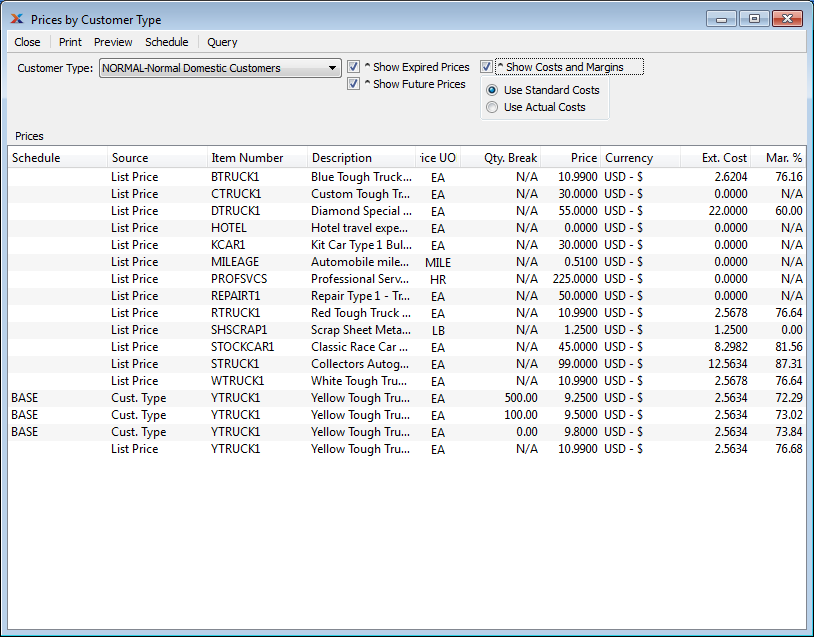 Prices by Customer Type
Close Print Preview Schedule Query
Customer Type: NORMAL-Normal Domestic Customers ^ Show Expired Prices ^ Show Costs and Margins
^ Show Future Prices Use Standard Costs
Use Actual Costs
Prices
Schedule Source Item Number Description ice UO Qty. Break Price Currency Ext. Cost Mar. %
List Price BTRUCK1 Blue Tough Truck... EA N/A 10.9900 USD - $ 2.6204 76.16
List Price CTRUCK1 Custom Tough Tr... EA N/A 30.0000 USD - $ 0.0000 N/A
List Price DTRUCK1 Diamond Special ... EA N/A 55.0000 USD - $ 22.0000 60.00
List Price HOTEL Hotel travel expe... EA N/A 0.0000 USD - $ 0.0000 N/A
List Price KCAR1 Kit Car Type 1 Bul... EA N/A 30.0000 USD - $ 0.0000 N/A
List Price MILEAGE Automobile mile... MILE N/A 0.5100 USD - $ 0.0000 N/A
List Price PROFSVCS Professional Serv... HR N/A 225.0000 USD - $ 0.0000 N/A
List Price REPAIRT1 Repair Type 1 - Tr... EA N/A 50.0000 USD - $ 0.0000 N/A
List Price RTRUCK1 Red Tough Truck ... EA N/A 10.9900 USD - $ 2.5678 76.64
List Price SHSCRAP1 Scrap Sheet Meta... LB N/A 1.2500 USD - $ 1.2500 0.00
List Price STOCKCAR1 Classic Race Car ... EA N/A 45.0000 USD - $ 8.2982 81.56
List Price STRUCK1 Collectors Autog... EA N/A 99.0000 USD - $ 12.5634 87.31
List Price WTRUCK1 White Tough Tru... EA N/A 10.9900 USD - $ 2.5678 76.64
BASE Cust. Type YTRUCK1 Yellow Tough Tru... EA 500.00 9.2500 USD - $ 2.5634 72.29
BASE Cust. Type YTRUCK1 Yellow Tough Tru... EA 100.00 9.5000 USD - $ 2.5634 73.02
BASE Cust. Type YTRUCK1 Yellow Tough Tru... EA 0.00 9.8000 USD - $ 2.5634 73.84
List Price YTRUCK1 Yellow Tough Tru... EA N/A 10.9900 USD - $ 2.5634 76.68